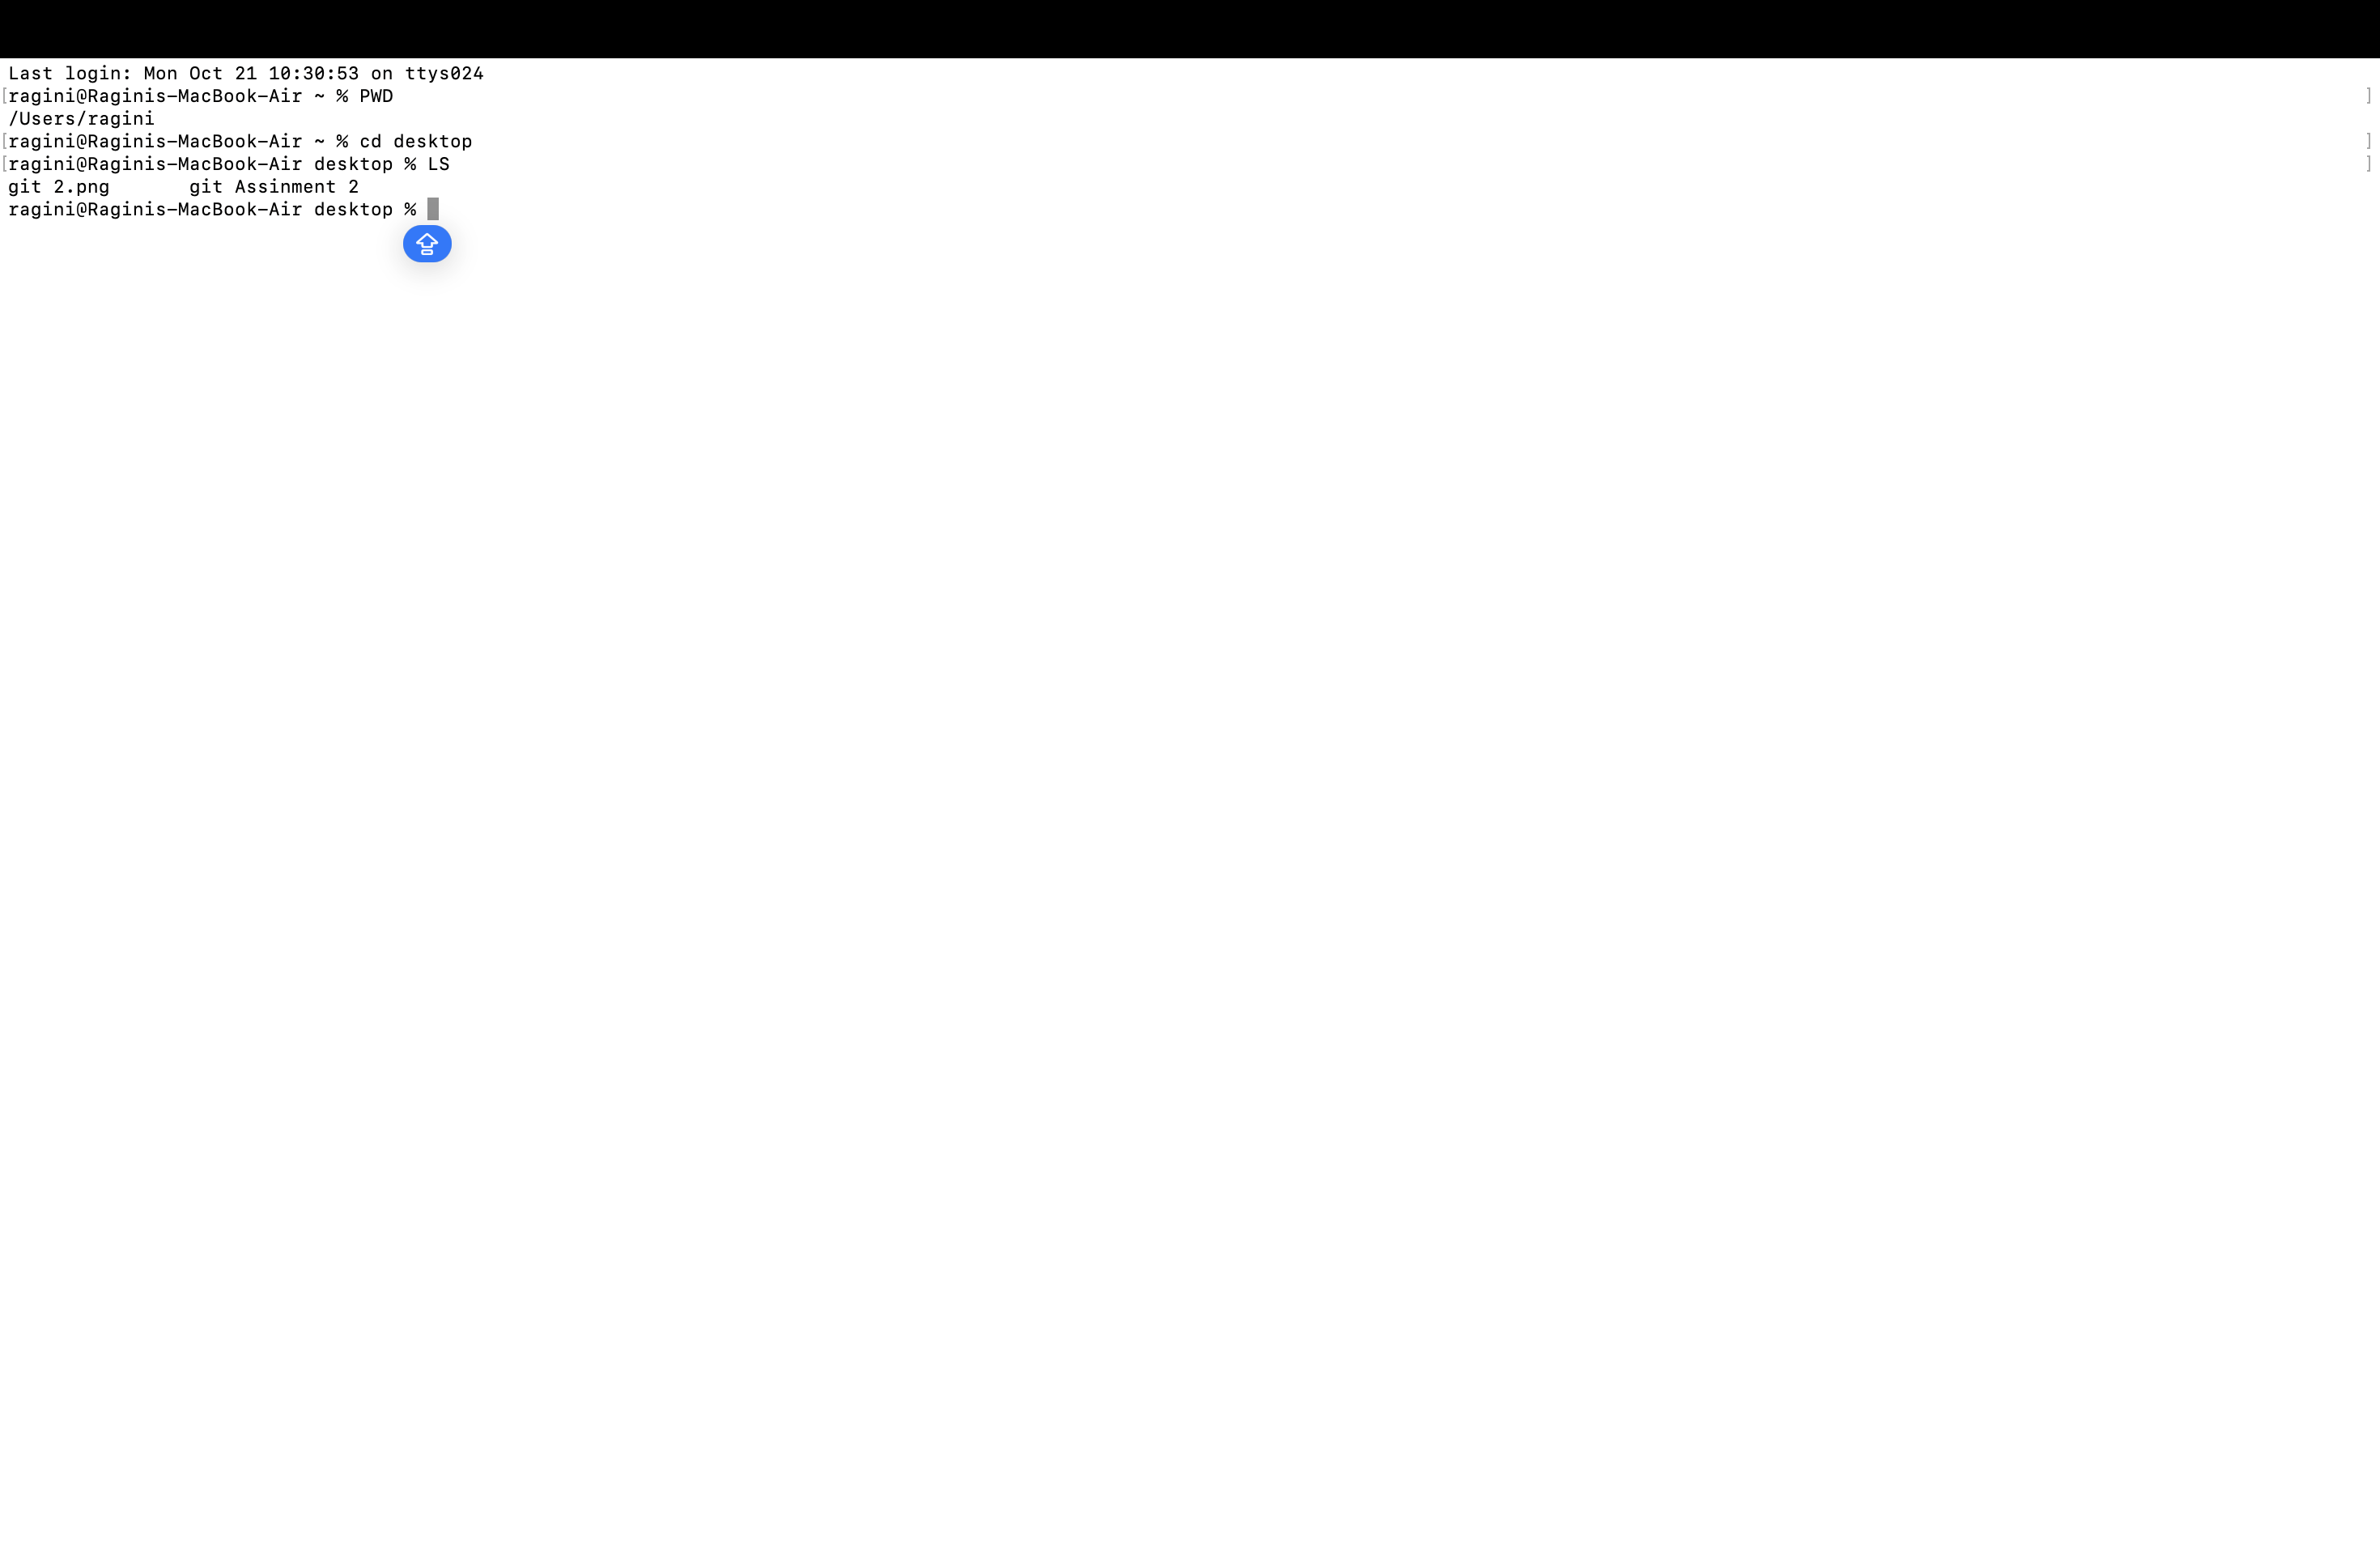 Last login: Mon Oct 21 10:30:53 on ttys024
[ragini@Raginis-MacBook-Air ~ % PWD ]
/Users/ragini
[ragini@Raginis-MacBook-Air ~ % cd desktop ]
[ragini@Raginis-MacBook-Air desktop % LS ]
git 2.png       git Assinment 2
ragini@Raginis-MacBook-Air desktop %